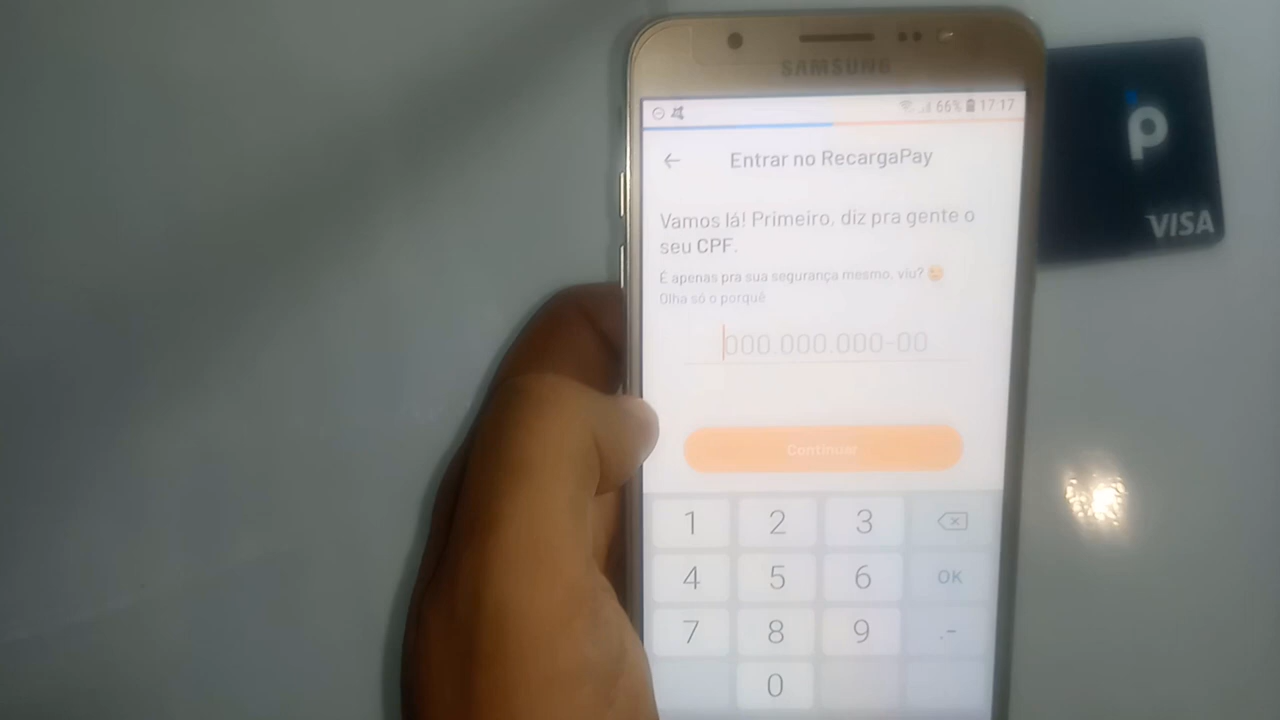 SAMSUNG
66% 17:17
Entrar no RecargaPay
Vamos lá! Primeiro, diz pra gente o
seu CPF.
É apenas pra sua segurança mesmo, viu?
Olha só o porquê
000.000.000-00
Continuar
1 2 3
4 5 6 OK
7 8 9 .-
0
p
VISA